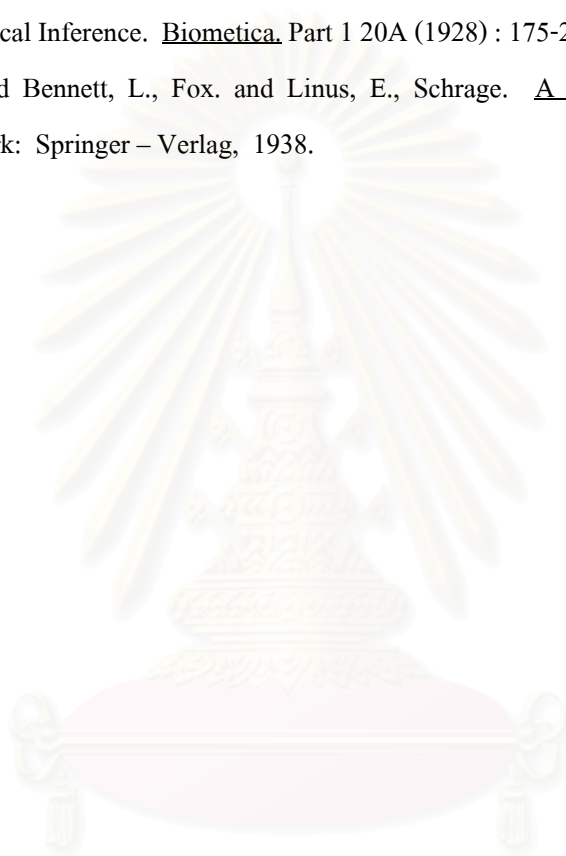 cal Inference. Biometica. Part 1 20A (1928) : 175-2
d Bennett, L., Fox. and Linus, E., Schrage. A
k: Springer – Verlag, 1938.